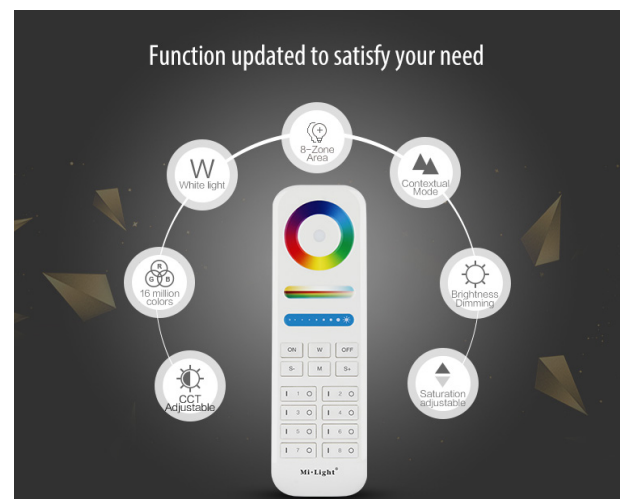 Function updated to satisfy your need
8-Zone
Area
W
White light
Contextual
Mode
R
G B
16 million
colors
Brightness
Dimming
CCT
Adjustable
Saturation
adjustable
ON W OFF
S- M S+
I 1 O I 2 O
I 3 O I 4 O
I 5 O I 6 O
I 7 O I 8 O
Mi•Light®